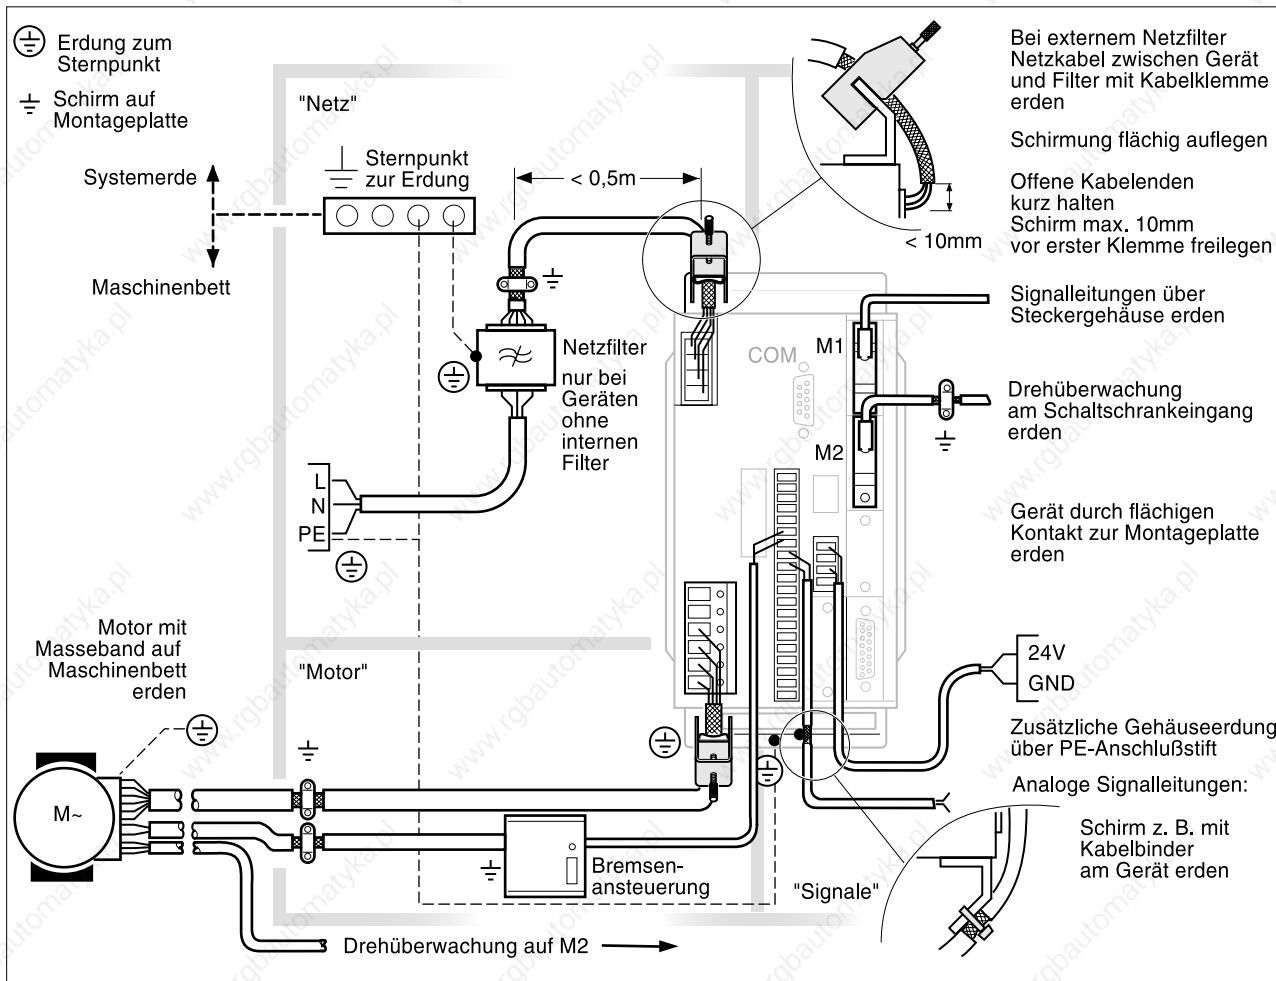 Erdung zum
Sternpunkt
Schirm auf
Montageplatte
"Netz"
Systemerde
Maschinenbett
Sternpunkt
zur Erdung
< 0,5m
Bei externem Netzfilter
Netzkabel zwischen Gerät
und Filter mit Kabelklemme
erden
Schirmung flächig auflegen
Offene Kabelenden
kurz halten
Schirm max. 10mm
vor erster Klemme freilegen
< 10mm
Signalleitungen über
Steckergehäuse erden
M1
COM
Netzfilter
nur bei
Geräten
ohne
internen
Filter
Drehüberwachung
am Schaltschrankeingang
erden
M2
L
N
PE
Gerät durch flächigen
Kontakt zur Montageplatte
erden
Motor mit
Masseband auf
Maschinenbett
erden
"Motor"
24V
GND
Zusätzliche Gehäuseerdung
über PE-Anschlußstift
Analoge Signalleitungen:
Schirm z. B. mit
Kabelbinder
am Gerät erden
M~
Bremsen-
ansteuerung
"Signale"
Drehüberwachung auf M2
www.rgbautomatyka.pl